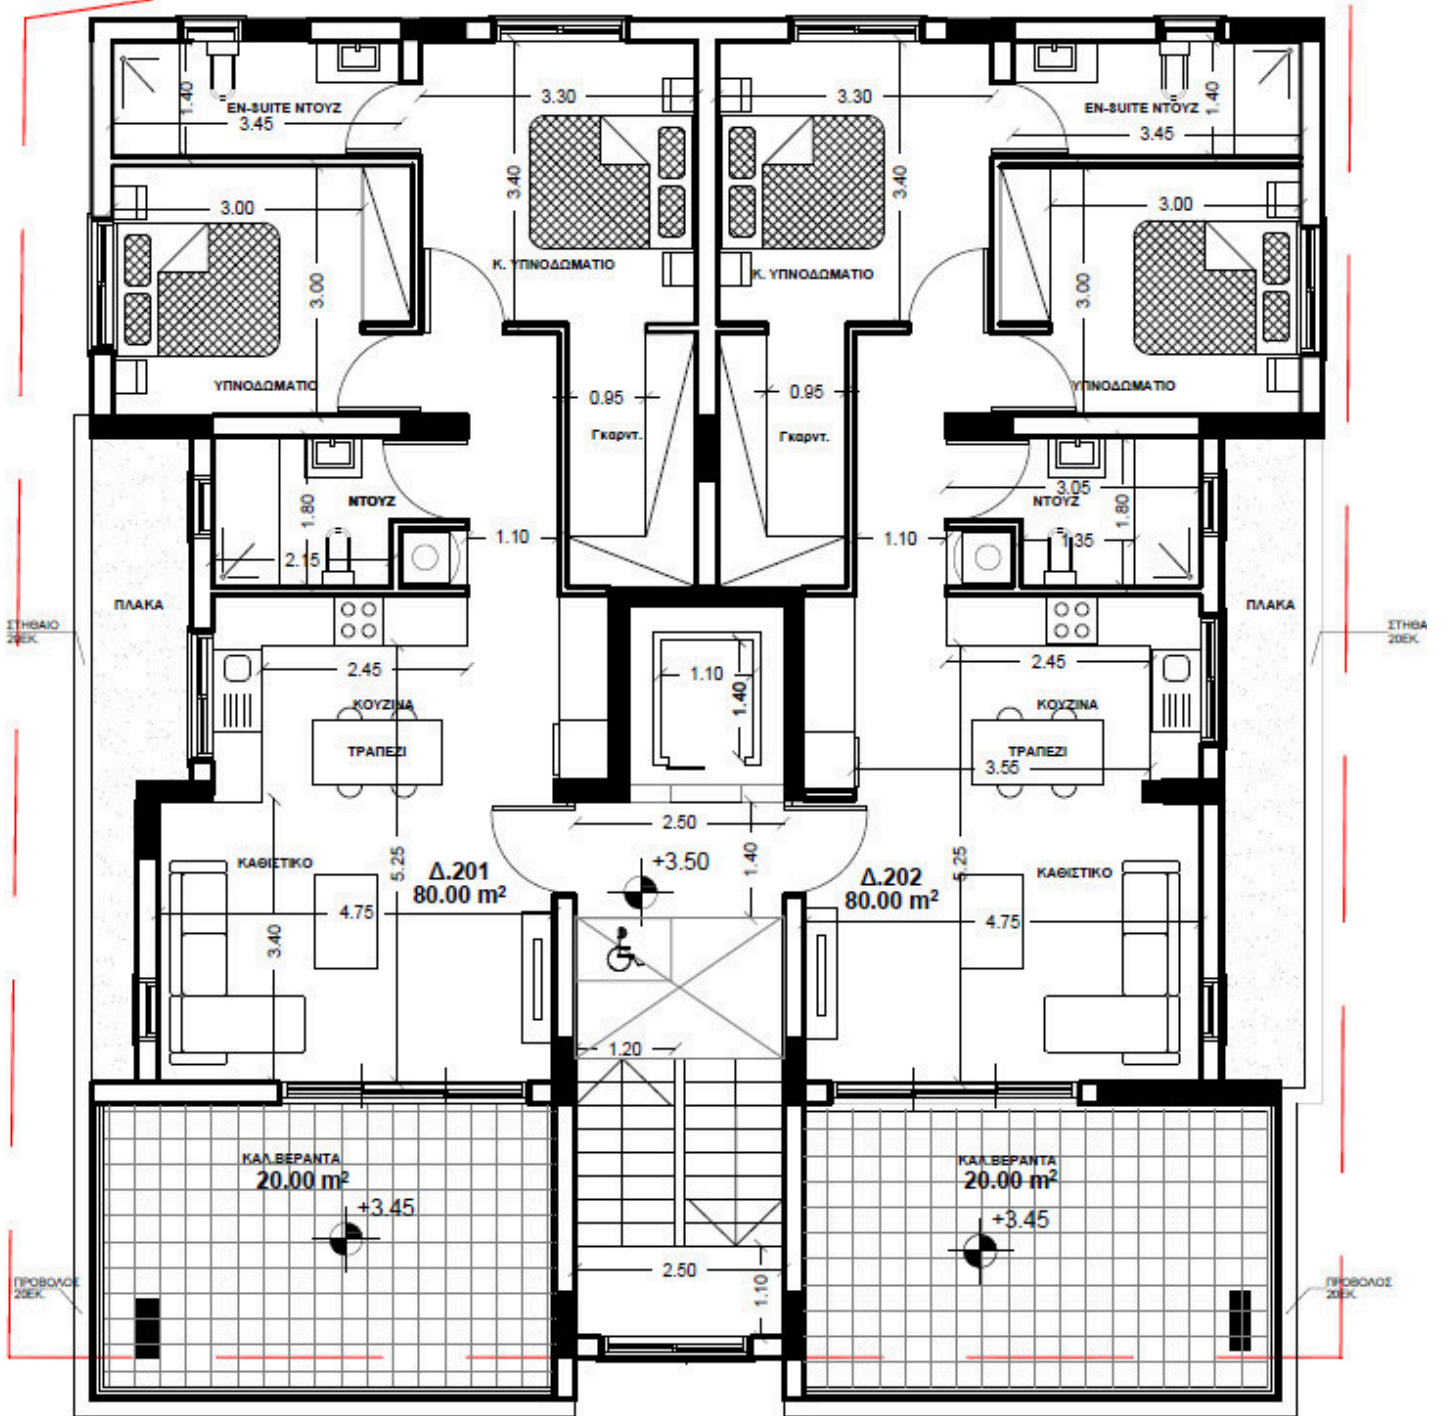 1.40
EN-SUITE ΝΤΟΥΖ
3.45
3.30
3.40
3.30
3.40
EN-SUITE ΝΤΟΥΖ
1.40
3.45
3.00
3.00
ΥΠΝΟΔΩΜΑΤΙΟ
Κ. ΥΠΝΟΔΩΜΑΤΙΟ
Κ. ΥΠΝΟΔΩΜΑΤΙΟ
3.00
3.00
ΥΠΝΟΔΩΜΑΤΙΟ
0.95
Γκαρντ.
0.95
Γκαρντ.
1.80
ΝΤΟΥΖ
2.15
1.10
1.10
3.05
ΝΤΟΥΖ
1.80
1.35
ΠΛΑΚΑ
ΠΛΑΚΑ
ΣΤΗΘΑΙΟ
20ΕΚ.
ΣΤΗΘΑ
20ΕΚ.
2.45
ΚΟΥΖΙΝΑ
ΤΡΑΠΕΖΙ
1.10
1.40
2.45
ΚΟΥΖΙΝΑ
ΤΡΑΠΕΖΙ
3.55
2.50
+3.50
1.40
ΚΑΘΙΣΤΙΚΟ
5.25
Δ.201
80.00 m²
4.75
3.40
Δ.202
80.00 m²
5.25
ΚΑΘΙΣΤΙΚΟ
4.75
1.20
ΚΑΛ.ΒΕΡΑΝΤΑ
20.00 m²
+3.45
ΚΑΛ.ΒΕΡΑΝΤΑ
20.00 m²
+3.45
2.50
1.10
ΠΡΟΒΟΛΟΣ
20ΕΚ.
ΠΡΟΒΟΛΟΣ
20ΕΚ.